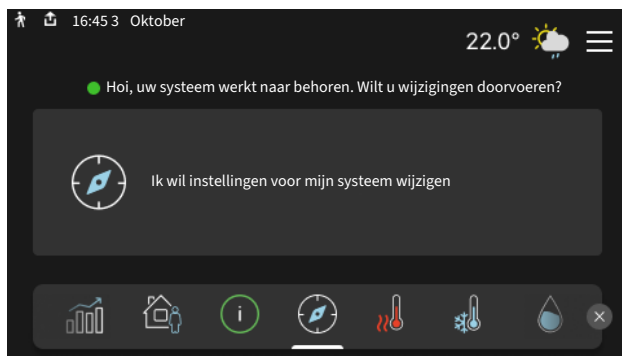 16:45 3 Oktober
22.0°
Hoi, uw systeem werkt naar behoren. Wilt u wijzigingen doorvoeren?
Ik wil instellingen voor mijn systeem wijzigen
i